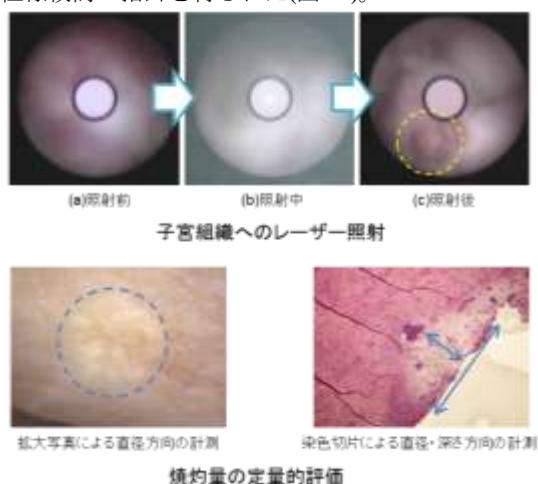 (a)照射前
(b)照射中
(c)照射後
子宮組織へのレーザー照射
拡大写真による直径方向の計測
染色切片による直径・深さ方向の計測
焼灼量の定量的評価